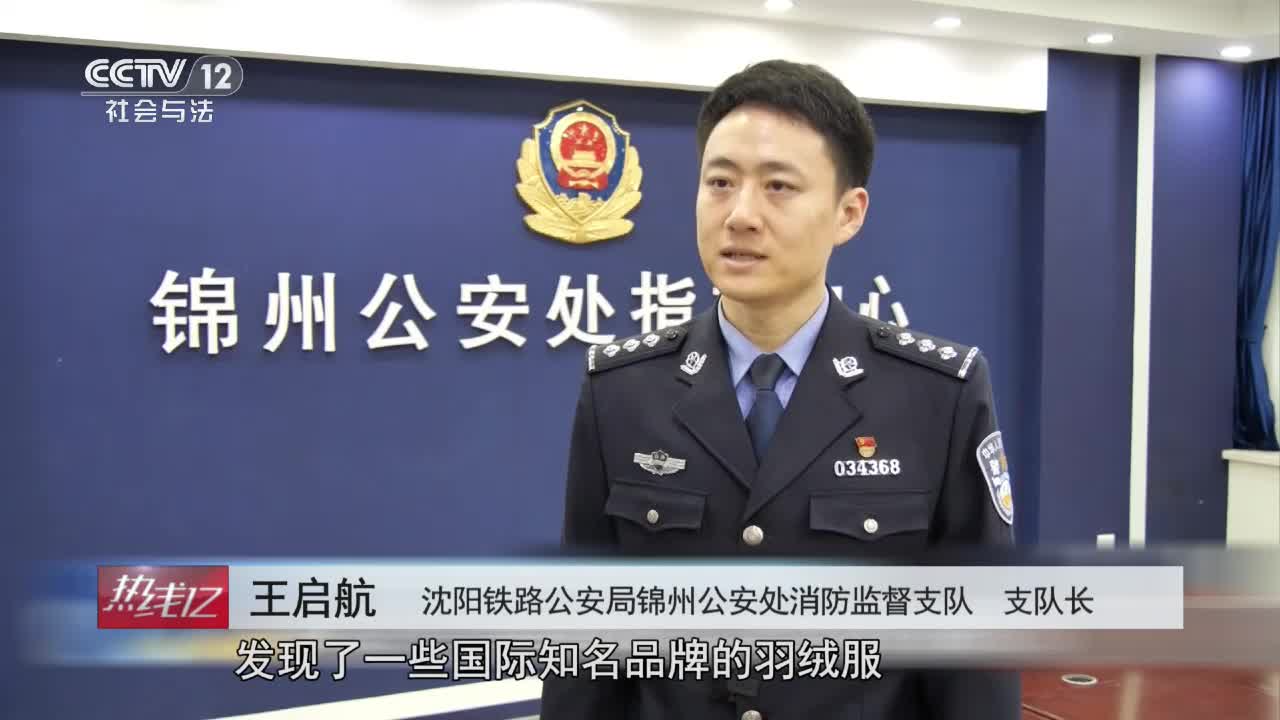 CCTV 12
社会与法
锦州公安处指
心
034368
热线12
王启航 沈阳铁路公安局锦州公安处消防监督支队 支队长
发现了一些国际知名品牌的羽绒服